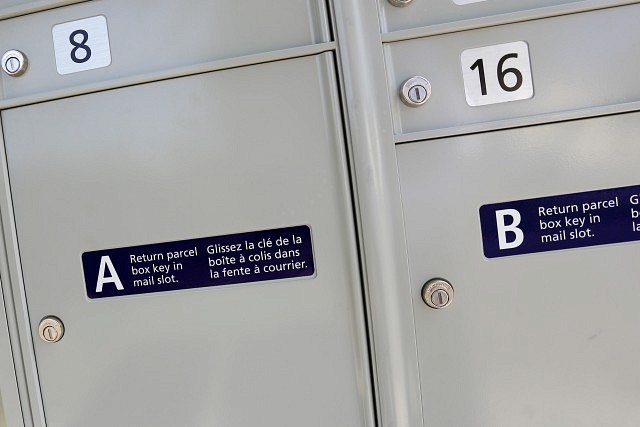 8
16
A
Return parcel
box key in
mail slot.
Glissez la clé de la
boîte à colis dans
la fente à courrier.
B
Return parcel
box key in
mail slot.